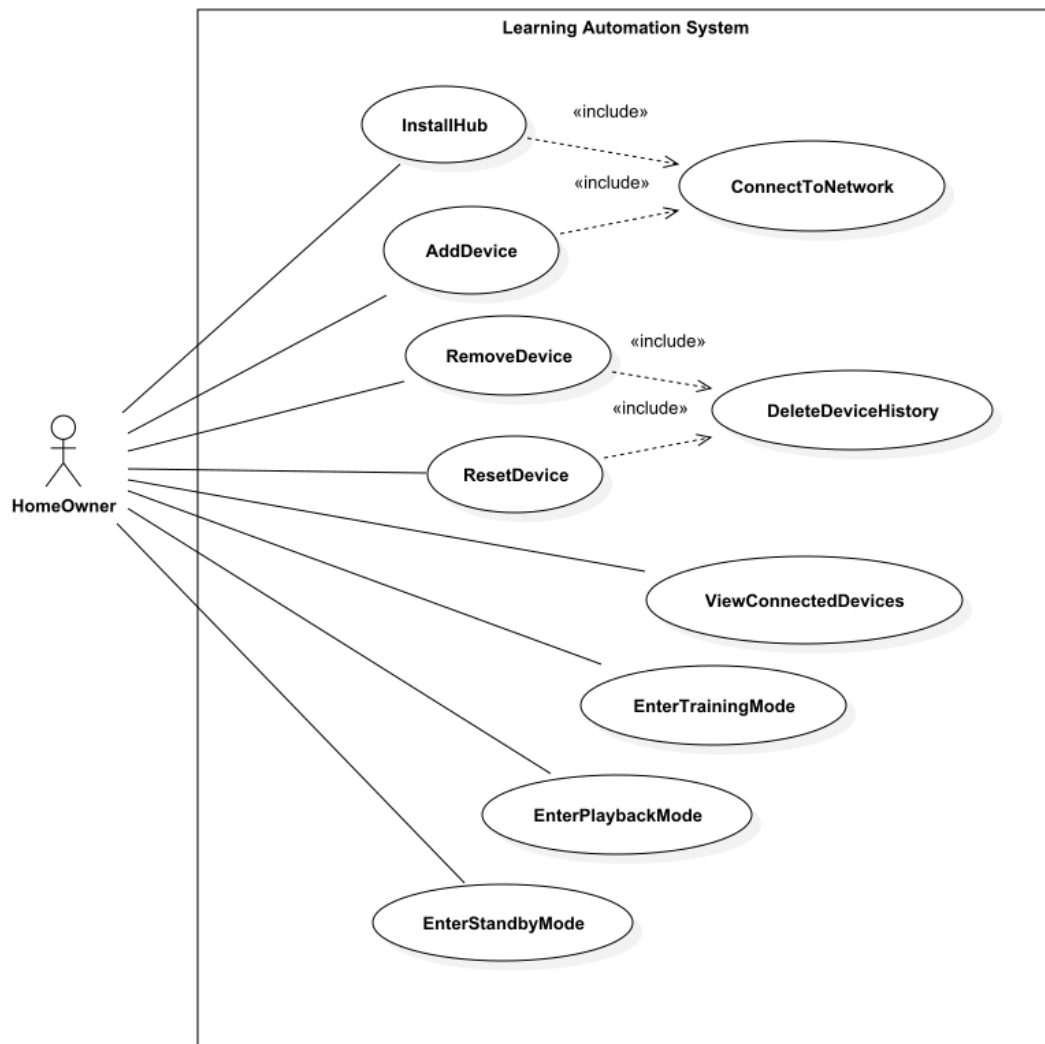 Learning Automation System
InstallHub
«include»
ConnectToNetwork
«include»
AddDevice
RemoveDevice
«include»
DeleteDeviceHistory
«include»
ResetDevice
HomeOwner
ViewConnectedDevices
EnterTrainingMode
EnterPlaybackMode
EnterStandbyMode